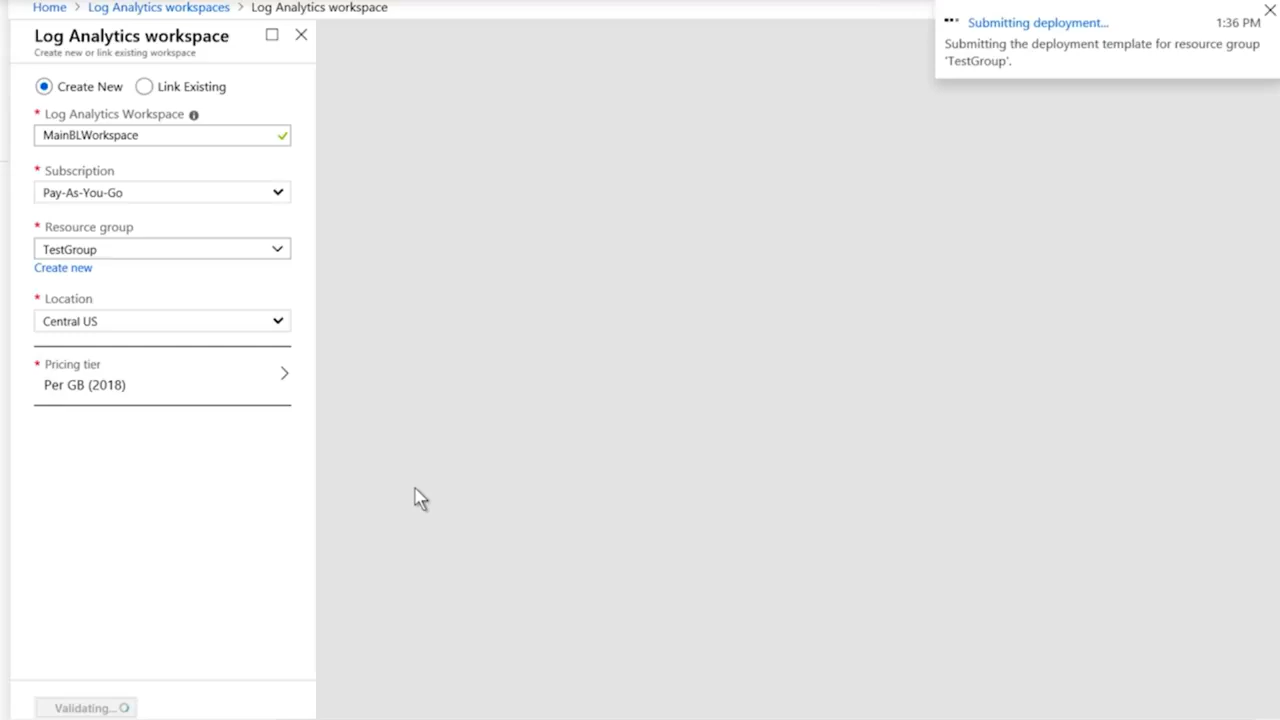 Home > Log Analytics workspaces > Log Analytics workspace
Log Analytics workspace
Create new or link existing workspace
Create New Link Existing
* Log Analytics Workspace
MainBLWorkspace
* Subscription
Pay-As-You-Go
* Resource group
TestGroup
Create new
* Location
Central US
* Pricing tier
Per GB (2018)
Validating...
Submitting deployment... 1:36 PM
Submitting the deployment template for resource group
'TestGroup'.